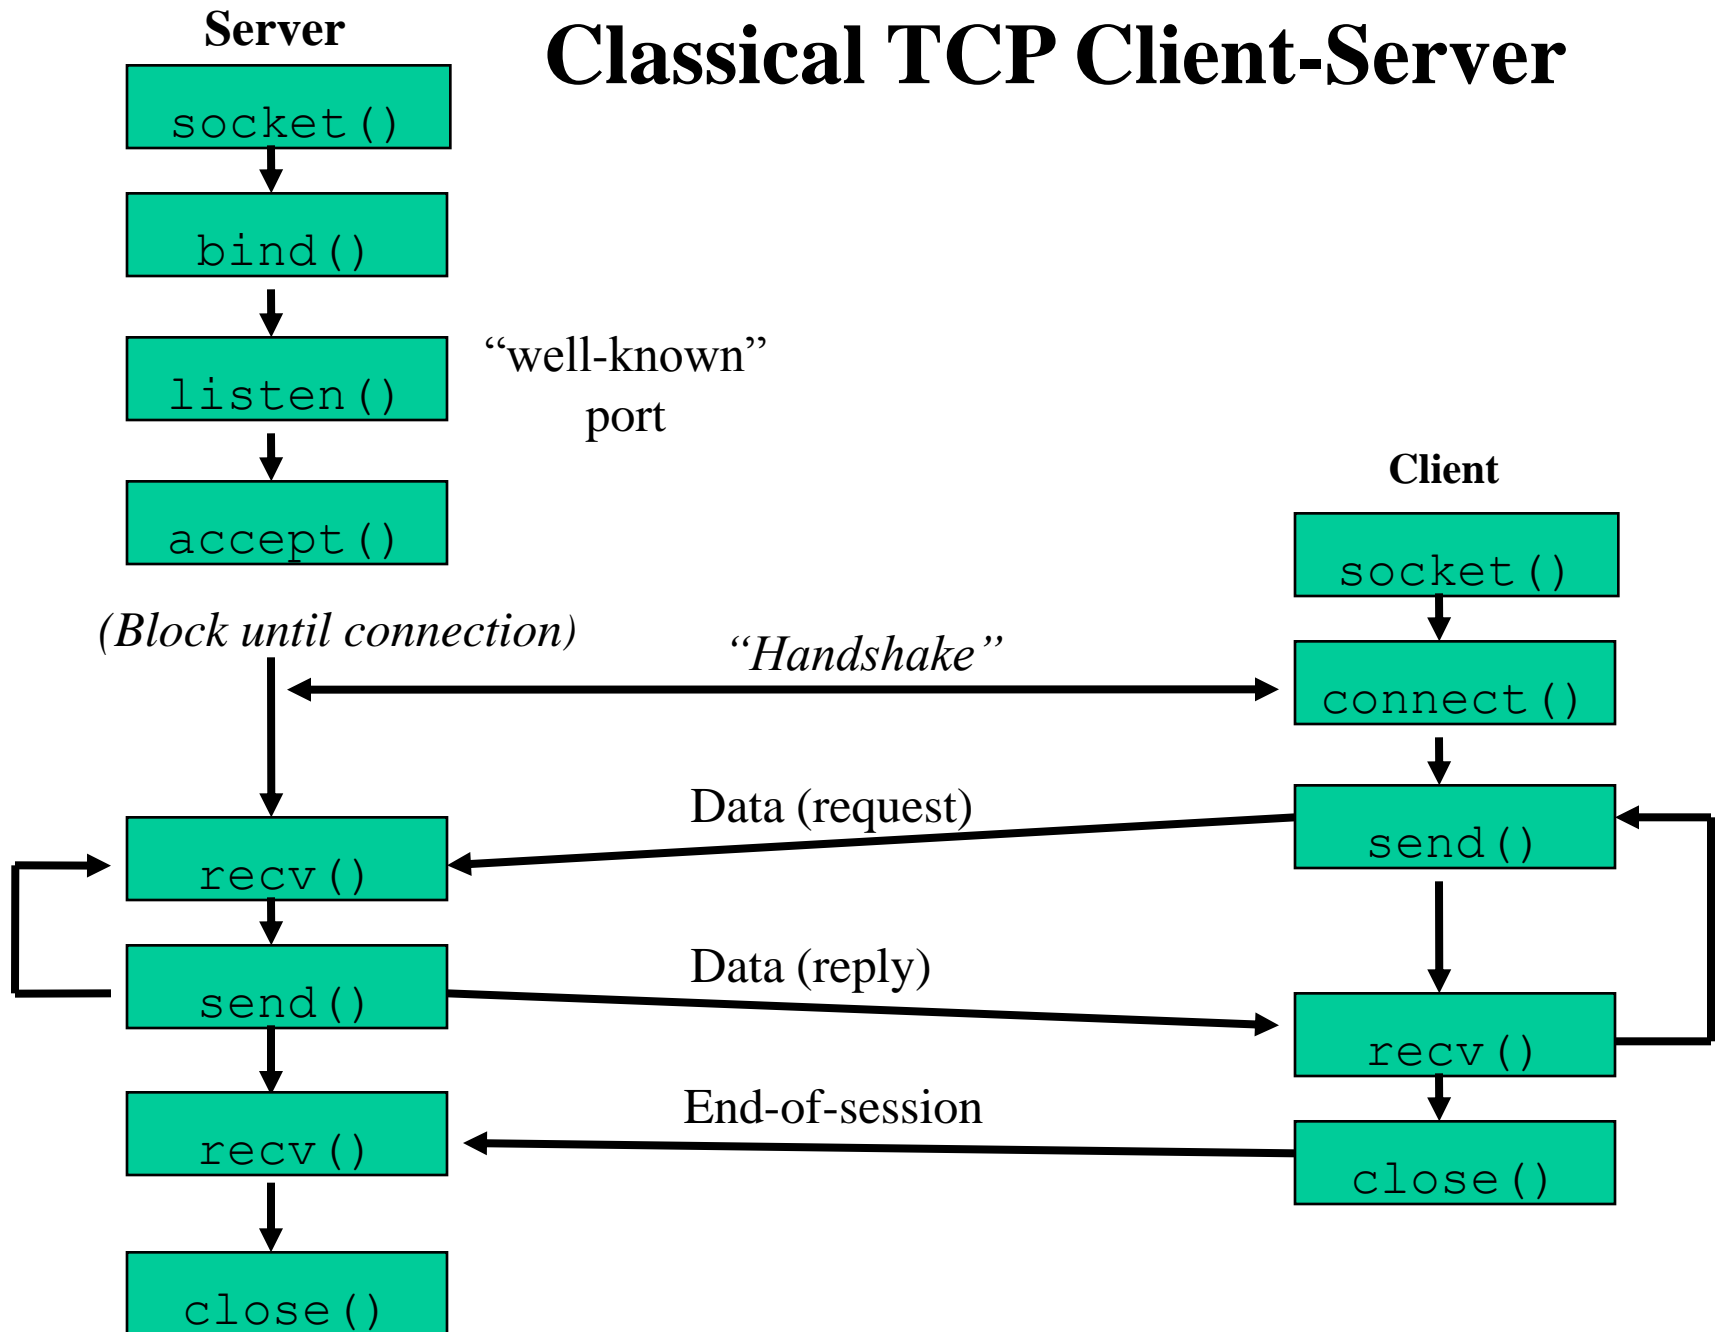 Classical TCP Client-Server
Server
socket()
bind()
listen()
“well-known”
port
accept()
(Block until connection)
“Handshake”
Client
socket()
connect()
Data (request)
send()
recv()
Data (reply)
send()
recv()
End-of-session
recv()
close()
close()